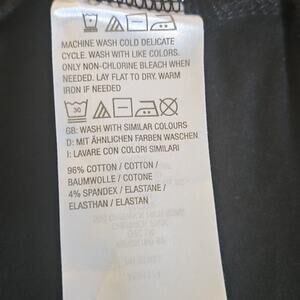 MACHINE WASH COLD DELICATE
CYCLE. WASH WITH LIKE COLORS.
ONLY NON-CHLORINE BLEACH WHEN
NEEDED. LAY FLAT TO DRY. WARM
IRON IF NEEDED
30
GB: WASH WITH SIMILAR COLOURS
D: MIT ÄHNLICHEN FARBEN WASCHEN
I: LAVARE CON COLORI SIMILARI
96% COTTON / COTTON /
BAUMWOLLE / COTONE
4% SPANDEX / ELASTANE /
ELASTHAN / ELASTAN